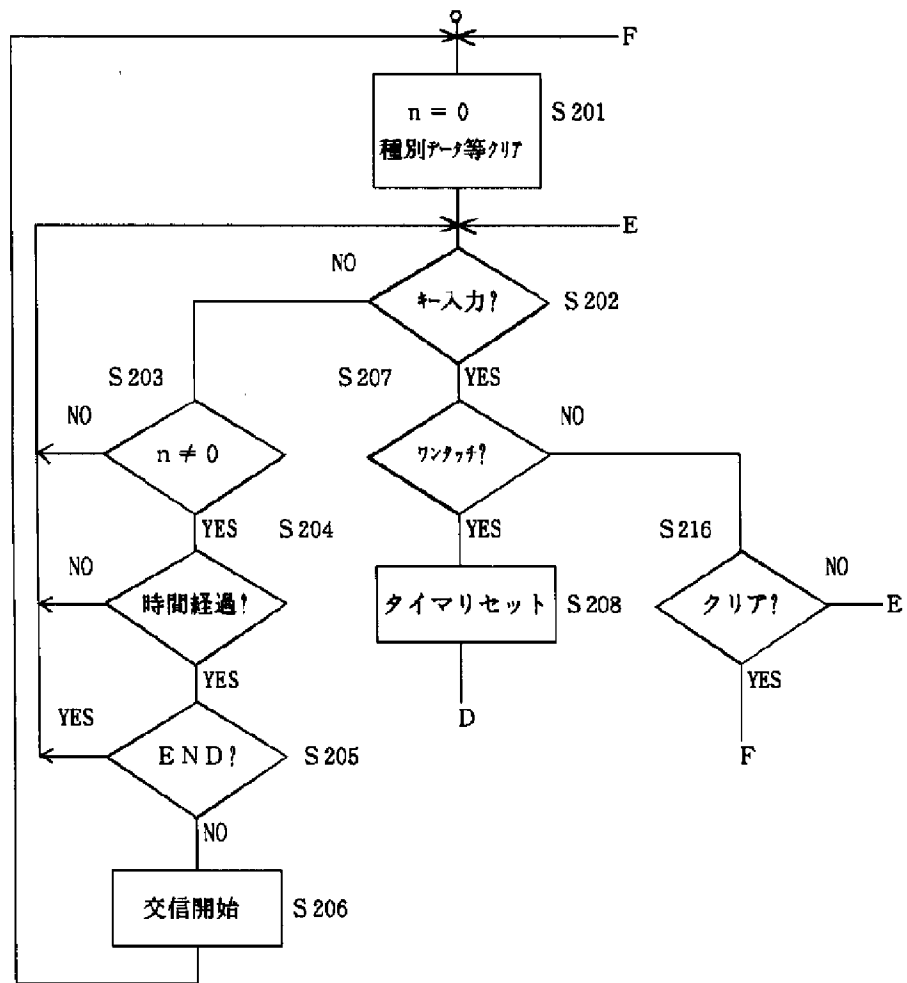 F
n = 0
種別データ等クリア
S 201
E
NO
キー入力?
S 202
S 203
S 207
YES
NO
n ≠ 0
ワンタッチ?
NO
YES
S 204
YES
S 216
NO
時間経過?
タイマリセット
S 208
クリア?
NO
E
YES
YES
YES
D
END?
S 205
F
NO
交信開始
S 206